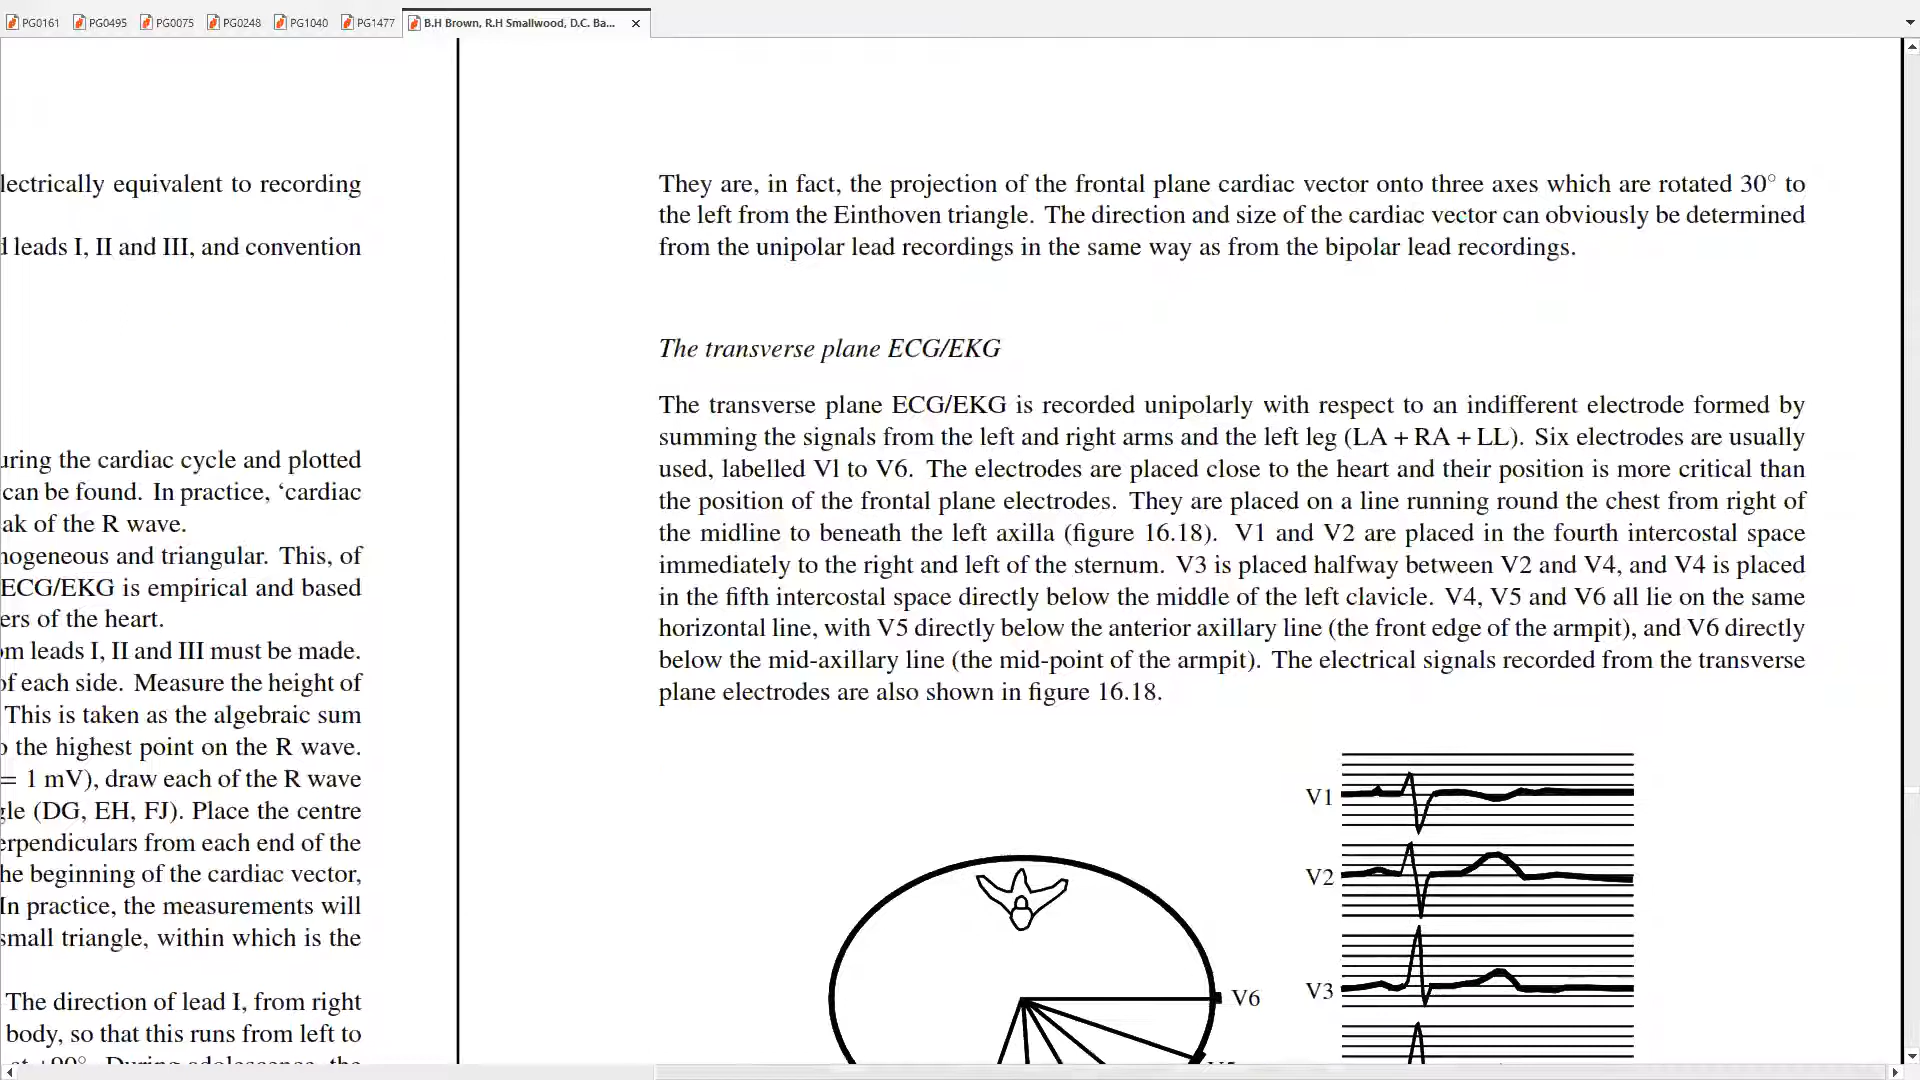 PG0161
PG0495
PG0075
PG0248
PG1040
PG1477
B.H Brown, R.H Smallwood, D.C. Ba...
lectrically equivalent to recording
leads I, II and III, and convention
uring the cardiac cycle and plotted
can be found. In practice, ‘cardiac
ak of the R wave.
nogeneous and triangular. This, of
ECG/EKG is empirical and based
ers of the heart.
om leads I, II and III must be made.
of each side. Measure the height of
This is taken as the algebraic sum
the highest point on the R wave.
= 1 mV), draw each of the R wave
gle (DG, EH, FJ). Place the centre
erpendiculars from each end of the
he beginning of the cardiac vector,
In practice, the measurements will
small triangle, within which is the
The direction of lead I, from right
body, so that this runs from left to
at +90°. During adolescence, the
They are, in fact, the projection of the frontal plane cardiac vector onto three axes which are rotated 30° to
the left from the Einthoven triangle. The direction and size of the cardiac vector can obviously be determined
from the unipolar lead recordings in the same way as from the bipolar lead recordings.
The transverse plane ECG/EKG
The transverse plane ECG/EKG is recorded unipolarly with respect to an indifferent electrode formed by
summing the signals from the left and right arms and the left leg (LA + RA + LL). Six electrodes are usually
used, labelled Vl to V6. The electrodes are placed close to the heart and their position is more critical than
the position of the frontal plane electrodes. They are placed on a line running round the chest from right of
the midline to beneath the left axilla (figure 16.18). V1 and V2 are placed in the fourth intercostal space
immediately to the right and left of the sternum. V3 is placed halfway between V2 and V4, and V4 is placed
in the fifth intercostal space directly below the middle of the left clavicle. V4, V5 and V6 all lie on the same
horizontal line, with V5 directly below the anterior axillary line (the front edge of the armpit), and V6 directly
below the mid-axillary line (the mid-point of the armpit). The electrical signals recorded from the transverse
plane electrodes are also shown in figure 16.18.
V1
V2
V6
V3